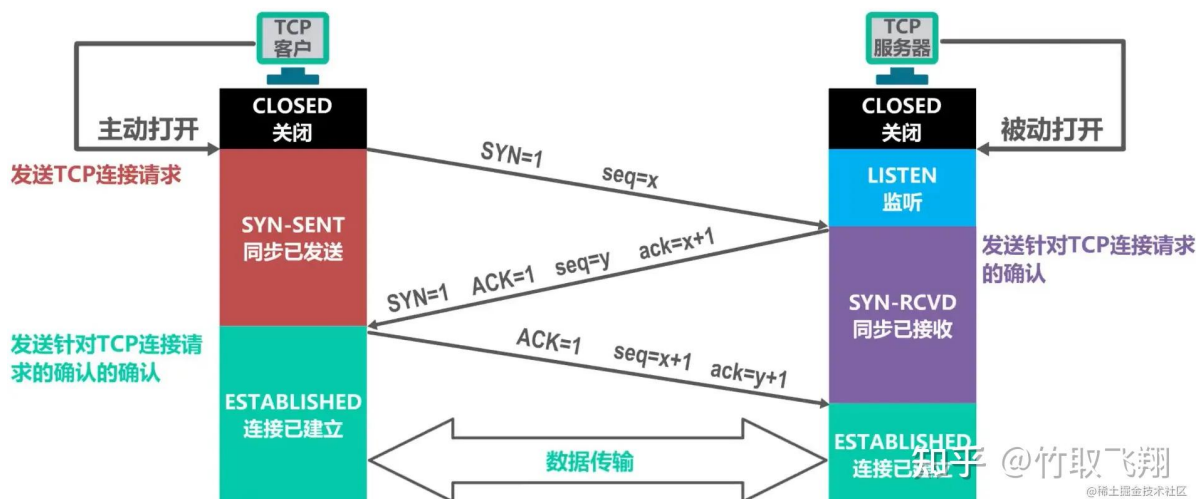 TCP
客户
TCP
服务器
CLOSED
关闭
CLOSED
关闭
主动打开
被动打开
发送TCP连接请求
SYN=1 seq=x
LISTEN
监听
SYN-SENT
同步已发送
SYN=1 ACK=1 seq=y ack=x+1
发送针对TCP连接请求
的确认
SYN-RCVD
同步已接收
发送针对TCP连接请
求的确认的确认
ACK=1 seq=x+1 ack=y+1
ESTABLISHED
连接已建立
数据传输
ESTABLISHED
连接已建立
知乎 @竹取飞翔
@稀土掘金技术社区